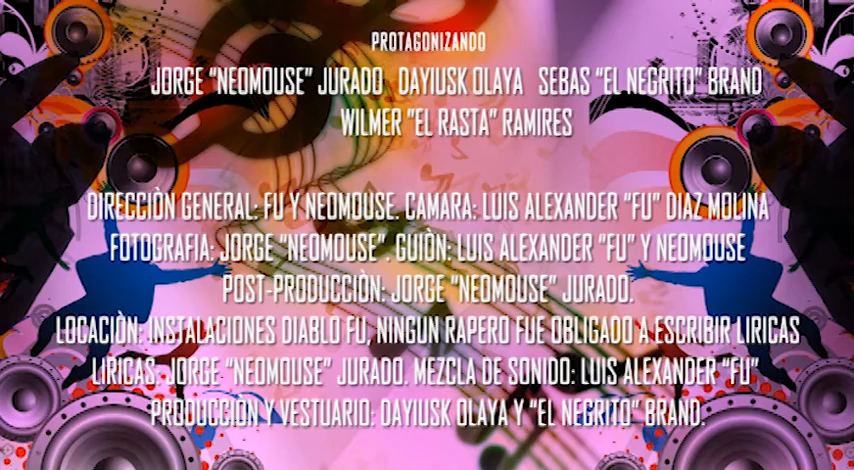 PROTAGONIZANDO
JORGE “NEOMOUSE” JURADO DAYIUSK OLAYA SEBAS “EL NEGRITO” BRAND
WILMER “EL RASTA” RAMIRES
DIRECCIÒN GENERAL: FU Y NEOMOUSE. CAMARA: LUIS ALEXANDER “FU” DIAZ MOLINA
FOTOGRAFIA: JORGE “NEOMOUSE”. GUIÒN: LUIS ALEXANDER “FU” Y NEOMOUSE
POST-PRODUCCIÒN: JORGE “NEOMOUSE” JURADO.
LOCACIÒN: INSTALACIONES DIABLO FU, NINGUN RAPERO FUE OBLIGADO A ESCRIBIR LIRICAS
LIRICAS: JORGE “NEOMOUSE” JURADO. MEZCLA DE SONIDO: LUIS ALEXANDER “FU”
PRODUCCIÒN Y VESTUARIO: DAYIUSK OLAYA Y “EL NEGRITO” BRAND.